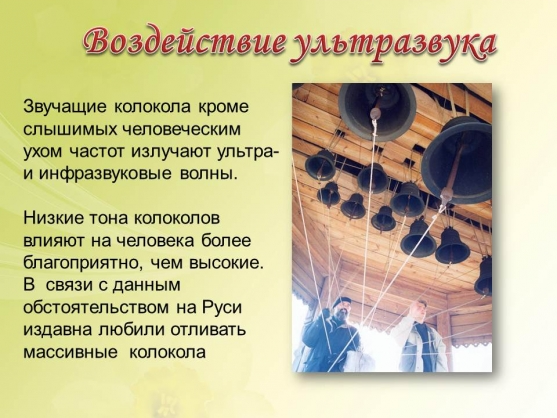 Воздействие ультразвука
Звучащие колокола кроме
слышимых человеческим
ухом частот излучают ультра-
и инфразвуковые волны.
Низкие тона колоколов
влияют на человека более
благоприятно, чем высокие.
В связи с данным
обстоятельством на Руси
издавна любили отливать
массивные колокола